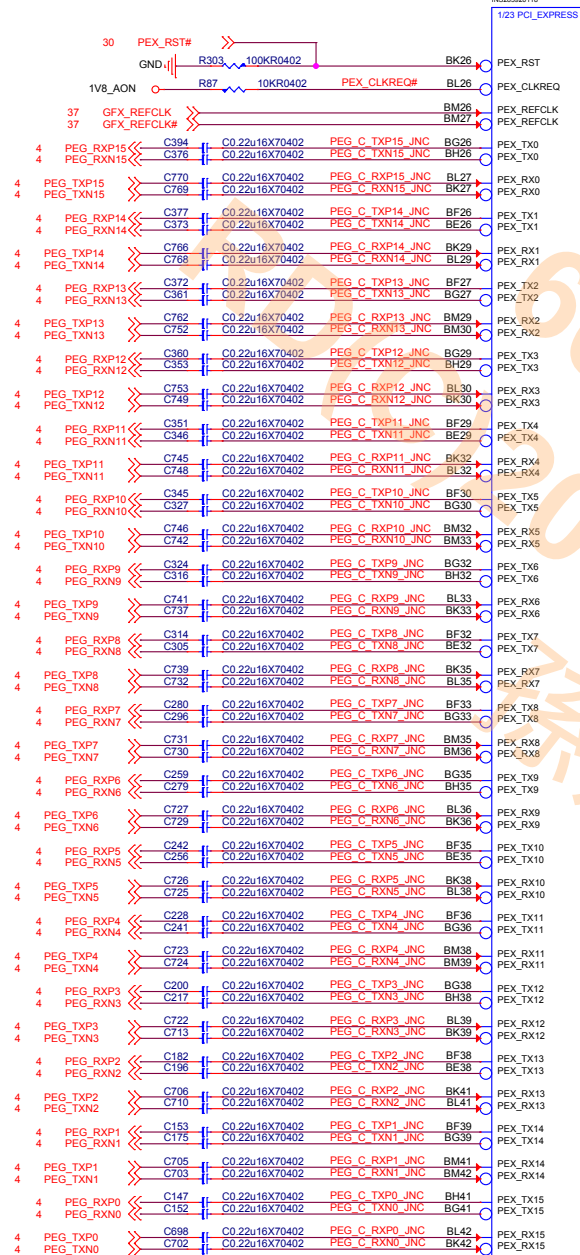 1/23 PCI_EXPRESS
30 PEX_RST#
GND R303 100KR0402 BK26 PEX_RST
1V8_AON R87 10KR0402 PEX_CLKREQ# BL26 PEX_CLKREQ
37 GFX_REFCLK BM26 PEX_REFCLK
37 GFX_REFCLK# BM27 PEX_REFCLK
4 PEG_RXP15 C394 C0.22u16X70402 PEG_C_TXP15_JNC BG26 PEX_TX0
4 PEG_RXN15 C376 C0.22u16X70402 PEG_C_TXN15_JNC BH26 PEX_TX0
4 PEG_TXP15 C770 C0.22u16X70402 PEG_C_RXP15_JNC BL27 PEX_RX0
4 PEG_TXN15 C769 C0.22u16X70402 PEG_C_RXN15_JNC BK27 PEX_RX0
4 PEG_RXP14 C377 C0.22u16X70402 PEG_C_TXP14_JNC BF26 PEX_TX1
4 PEG_RXN14 C373 C0.22u16X70402 PEG_C_TXN14_JNC BE26 PEX_TX1
4 PEG_TXP14 C766 C0.22u16X70402 PEG_C_RXP14_JNC BK29 PEX_RX1
4 PEG_TXN14 C768 C0.22u16X70402 PEG_C_RXN14_JNC BL29 PEX_RX1
4 PEG_RXP13 C372 C0.22u16X70402 PEG_C_TXP13_JNC BF27 PEX_TX2
4 PEG_RXN13 C361 C0.22u16X70402 PEG_C_TXN13_JNC BG27 PEX_TX2
4 PEG_TXP13 C762 C0.22u16X70402 PEG_C_RXP13_JNC BM29 PEX_RX2
4 PEG_TXN13 C752 C0.22u16X70402 PEG_C_RXN13_JNC BM30 PEX_RX2
4 PEG_RXP12 C360 C0.22u16X70402 PEG_C_TXP12_JNC BG29 PEX_TX3
4 PEG_RXN12 C353 C0.22u16X70402 PEG_C_TXN12_JNC BH29 PEX_TX3
4 PEG_TXP12 C753 C0.22u16X70402 PEG_C_RXP12_JNC BL30 PEX_RX3
4 PEG_TXN12 C749 C0.22u16X70402 PEG_C_RXN12_JNC BK30 PEX_RX3
4 PEG_RXP11 C351 C0.22u16X70402 PEG_C_TXP11_JNC BF29 PEX_TX4
4 PEG_RXN11 C346 C0.22u16X70402 PEG_C_TXN11_JNC BE29 PEX_TX4
4 PEG_TXP11 C745 C0.22u16X70402 PEG_C_RXP11_JNC BK32 PEX_RX4
4 PEG_TXN11 C748 C0.22u16X70402 PEG_C_RXN11_JNC BL32 PEX_RX4
4 PEG_RXP10 C345 C0.22u16X70402 PEG_C_TXP10_JNC BF30 PEX_TX5
4 PEG_RXN10 C327 C0.22u16X70402 PEG_C_TXN10_JNC BG30 PEX_TX5
4 PEG_TXP10 C746 C0.22u16X70402 PEG_C_RXP10_JNC BM32 PEX_RX5
4 PEG_TXN10 C742 C0.22u16X70402 PEG_C_RXN10_JNC BM33 PEX_RX5
4 PEG_RXP9 C324 C0.22u16X70402 PEG_C_TXP9_JNC BG32 PEX_TX6
4 PEG_RXN9 C316 C0.22u16X70402 PEG_C_TXN9_JNC BH32 PEX_TX6
4 PEG_TXP9 C741 C0.22u16X70402 PEG_C_RXP9_JNC BL33 PEX_RX6
4 PEG_TXN9 C737 C0.22u16X70402 PEG_C_RXN9_JNC BK33 PEX_RX6
4 PEG_RXP8 C314 C0.22u16X70402 PEG_C_TXP8_JNC BF32 PEX_TX7
4 PEG_RXN8 C305 C0.22u16X70402 PEG_C_TXN8_JNC BE32 PEX_TX7
4 PEG_TXP8 C739 C0.22u16X70402 PEG_C_RXP8_JNC BK35 PEX_RX7
4 PEG_TXN8 C732 C0.22u16X70402 PEG_C_RXN8_JNC BL35 PEX_RX7
4 PEG_RXP7 C280 C0.22u16X70402 PEG_C_TXP7_JNC BF33 PEX_TX8
4 PEG_RXN7 C296 C0.22u16X70402 PEG_C_TXN7_JNC BG33 PEX_TX8
4 PEG_TXP7 C731 C0.22u16X70402 PEG_C_RXP7_JNC BM35 PEX_RX8
4 PEG_TXN7 C730 C0.22u16X70402 PEG_C_RXN7_JNC BM36 PEX_RX8
4 PEG_RXP6 C259 C0.22u16X70402 PEG_C_TXP6_JNC BG35 PEX_TX9
4 PEG_RXN6 C279 C0.22u16X70402 PEG_C_TXN6_JNC BH35 PEX_TX9
4 PEG_TXP6 C727 C0.22u16X70402 PEG_C_RXP6_JNC BL36 PEX_RX9
4 PEG_TXN6 C729 C0.22u16X70402 PEG_C_RXN6_JNC BK36 PEX_RX9
4 PEG_RXP5 C242 C0.22u16X70402 PEG_C_TXP5_JNC BF35 PEX_TX10
4 PEG_RXN5 C256 C0.22u16X70402 PEG_C_TXN5_JNC BE35 PEX_TX10
4 PEG_TXP5 C726 C0.22u16X70402 PEG_C_RXP5_JNC BK38 PEX_RX10
4 PEG_TXN5 C725 C0.22u16X70402 PEG_C_RXN5_JNC BL38 PEX_RX10
4 PEG_RXP4 C228 C0.22u16X70402 PEG_C_TXP4_JNC BF36 PEX_TX11
4 PEG_RXN4 C241 C0.22u16X70402 PEG_C_TXN4_JNC BG36 PEX_TX11
4 PEG_TXP4 C723 C0.22u16X70402 PEG_C_RXP4_JNC BM38 PEX_RX11
4 PEG_TXN4 C724 C0.22u16X70402 PEG_C_RXN4_JNC BM39 PEX_RX11
4 PEG_RXP3 C200 C0.22u16X70402 PEG_C_TXP3_JNC BG38 PEX_TX12
4 PEG_RXN3 C217 C0.22u16X70402 PEG_C_TXN3_JNC BH38 PEX_TX12
4 PEG_TXP3 C722 C0.22u16X70402 PEG_C_RXP3_JNC BL39 PEX_RX12
4 PEG_TXN3 C713 C0.22u16X70402 PEG_C_RXN3_JNC BK39 PEX_RX12
4 PEG_RXP2 C182 C0.22u16X70402 PEG_C_TXP2_JNC BF38 PEX_TX13
4 PEG_RXN2 C196 C0.22u16X70402 PEG_C_TXN2_JNC BE38 PEX_TX13
4 PEG_TXP2 C706 C0.22u16X70402 PEG_C_RXP2_JNC BK41 PEX_RX13
4 PEG_TXN2 C710 C0.22u16X70402 PEG_C_RXN2_JNC BL41 PEX_RX13
4 PEG_RXP1 C153 C0.22u16X70402 PEG_C_TXP1_JNC BF39 PEX_TX14
4 PEG_RXN1 C175 C0.22u16X70402 PEG_C_TXN1_JNC BG39 PEX_TX14
4 PEG_TXP1 C705 C0.22u16X70402 PEG_C_RXP1_JNC BM41 PEX_RX14
4 PEG_TXN1 C703 C0.22u16X70402 PEG_C_RXN1_JNC BM42 PEX_RX14
4 PEG_RXP0 C147 C0.22u16X70402 PEG_C_TXP0_JNC BH41 PEX_TX15
4 PEG_RXN0 C152 C0.22u16X70402 PEG_C_TXN0_JNC BG41 PEX_TX15
4 PEG_TXP0 C698 C0.22u16X70402 PEG_C_RXP0_JNC BL42 PEX_RX15
4 PEG_TXN0 C702 C0.22u16X70402 PEG_C_RXN0_JNC BK42 PEX_RX15